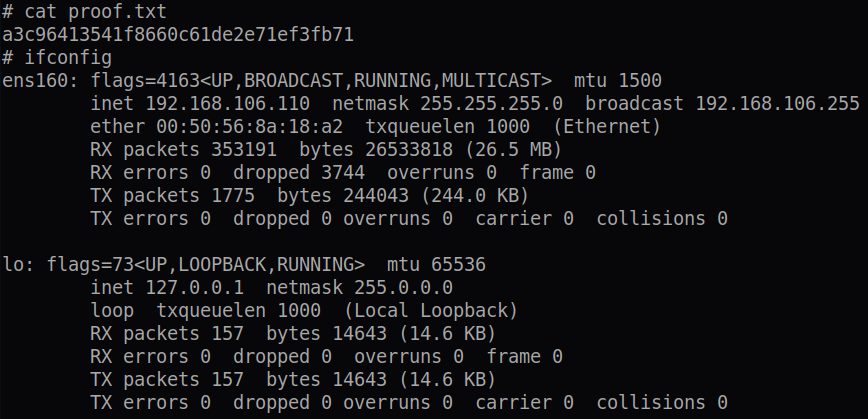 # cat proof.txt
a3c96413541f8660c61de2e71ef3fb71
# ifconfig
ens160: flags=4163<UP,BROADCAST,RUNNING,MULTICAST>  mtu 1500
        inet 192.168.106.110  netmask 255.255.255.0  broadcast 192.168.106.255
        ether 00:50:56:8a:18:a2  txqueuelen 1000  (Ethernet)
        RX packets 353191  bytes 26533818 (26.5 MB)
        RX errors 0  dropped 3744  overruns 0  frame 0
        TX packets 1775  bytes 244043 (244.0 KB)
        TX errors 0  dropped 0 overruns 0  carrier 0  collisions 0

lo: flags=73<UP,LOOPBACK,RUNNING>  mtu 65536
        inet 127.0.0.1  netmask 255.0.0.0
        loop  txqueuelen 1000  (Local Loopback)
        RX packets 157  bytes 14643 (14.6 KB)
        RX errors 0  dropped 0  overruns 0  frame 0
        TX packets 157  bytes 14643 (14.6 KB)
        TX errors 0  dropped 0 overruns 0  carrier 0  collisions 0